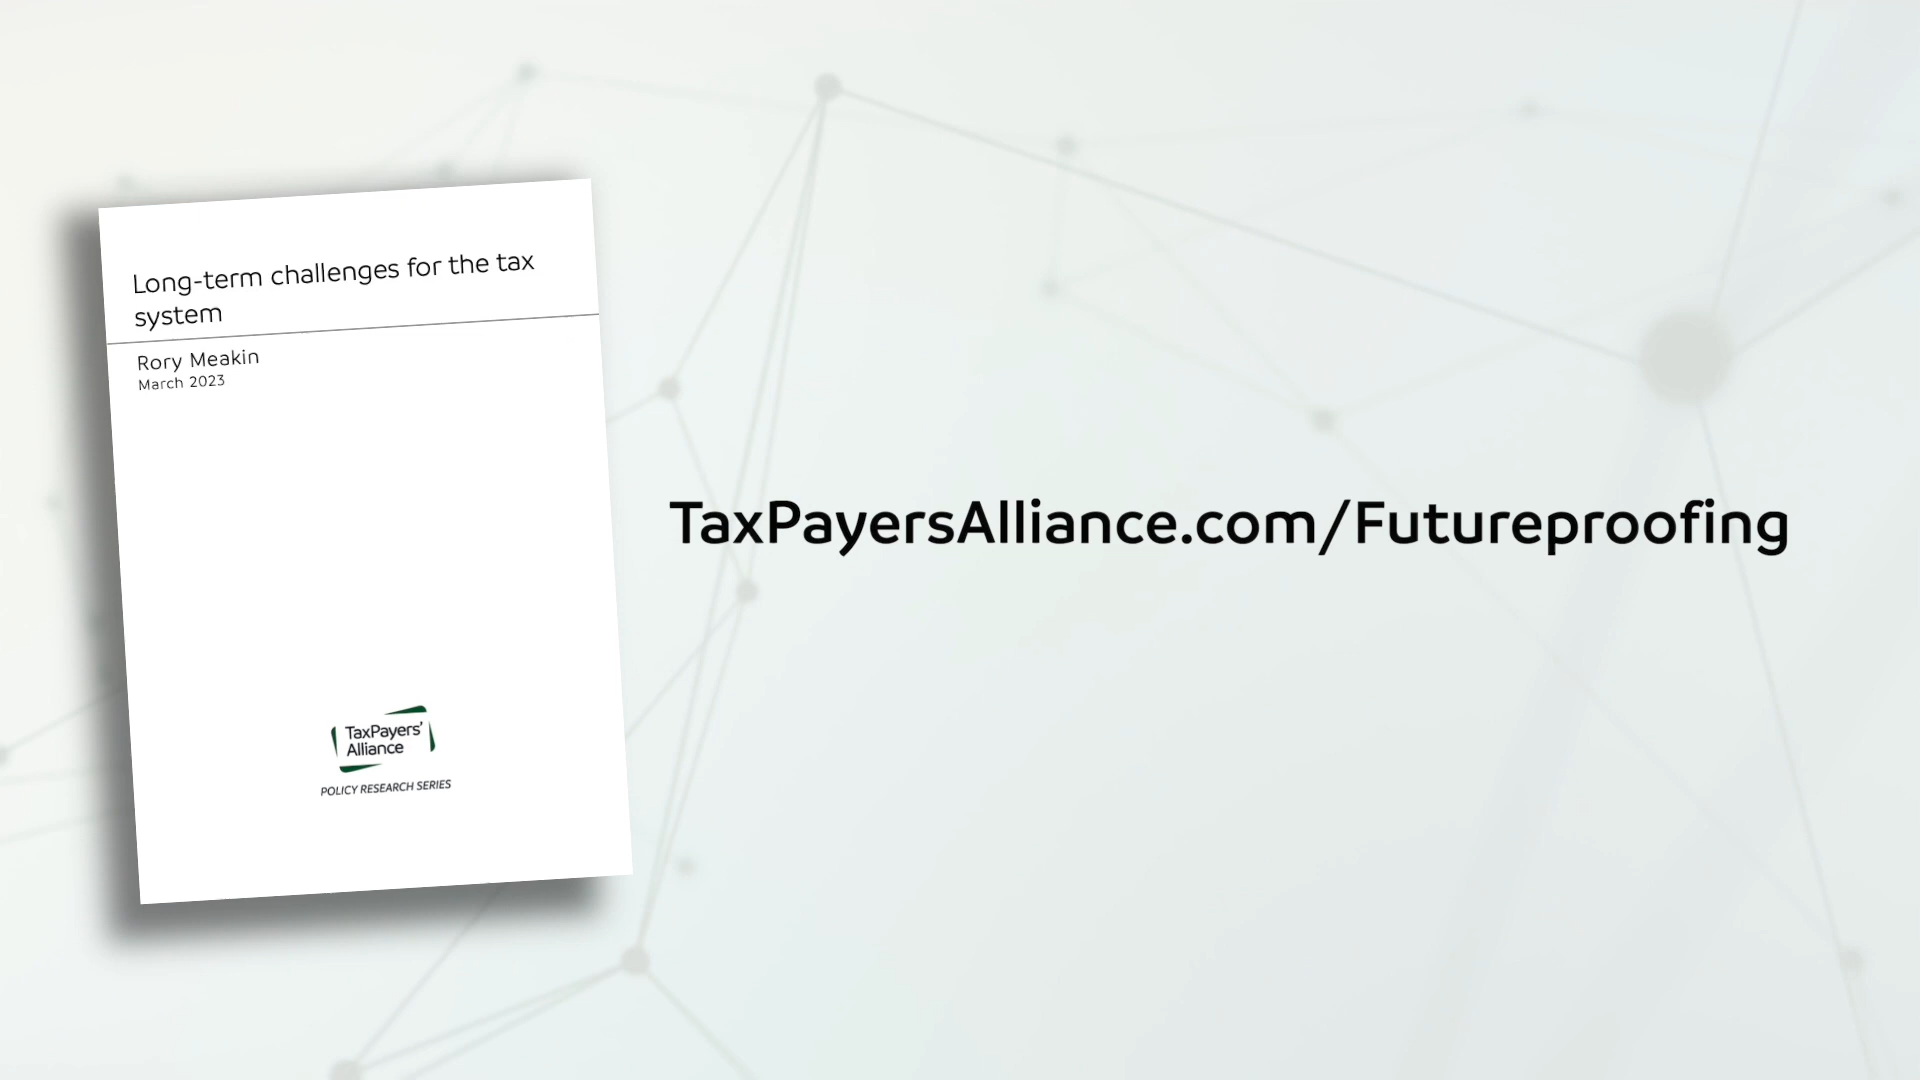 Long-term challenges for the tax
system
Rory Meakin
March 2023
TaxPayers'
Alliance
POLICY RESEARCH SERIES
TaxPayersAlliance.com/Futureproofing